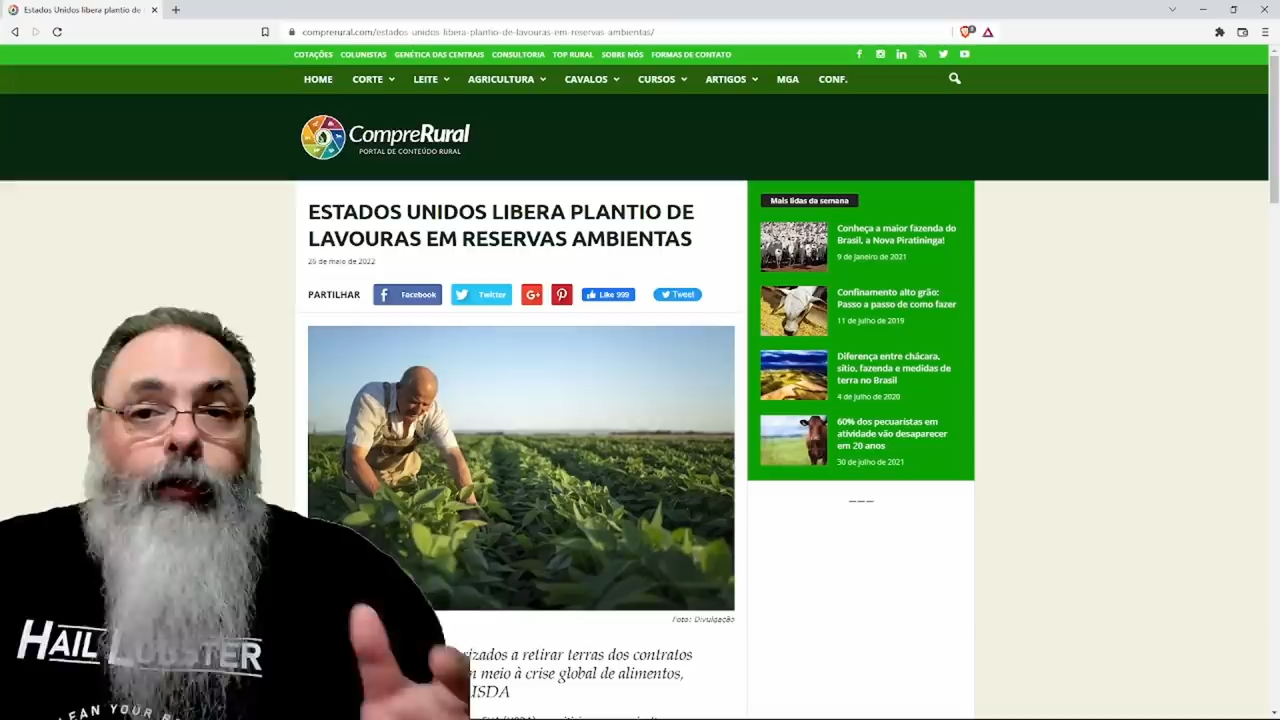 Estados Unidos libera plantio de
comprerural.com/estados-unidos-libera-plantio-de-lavouras-em-reservas-ambientas/
COTAÇÕES COLUNISTAS GENÉTICA DAS CENTRAIS CONSULTORIA TOP RURAL SOBRE NÓS FORMAS DE CONTATO
HOME CORTE LEITE AGRICULTURA CAVALOS CURSOS ARTIGOS MGA CONF.
CompreRural
PORTAL DE CONTEÚDO RURAL
ESTADOS UNIDOS LIBERA PLANTIO DE
LAVOURAS EM RESERVAS AMBIENTAS
26 de maio de 2022
PARTILHAR Facebook Twitter G+ Like 999 Tweet
Foto: Divulgação
rizados a retirar terras dos contratos
meio à crise global de alimentos,
Mais lidas da semana
Conheça a maior fazenda do
Brasil, a Nova Piratininga!
9 de janeiro de 2021
Confinamento alto grão:
Passo a passo de como fazer
11 de julho de 2019
Diferença entre chácara,
sítio, fazenda e medidas de
terra no Brasil
4 de julho de 2020
60% dos pecuaristas em
atividade vão desaparecer
em 20 anos
30 de julho de 2021
HAIL LOBSTER
YOUR